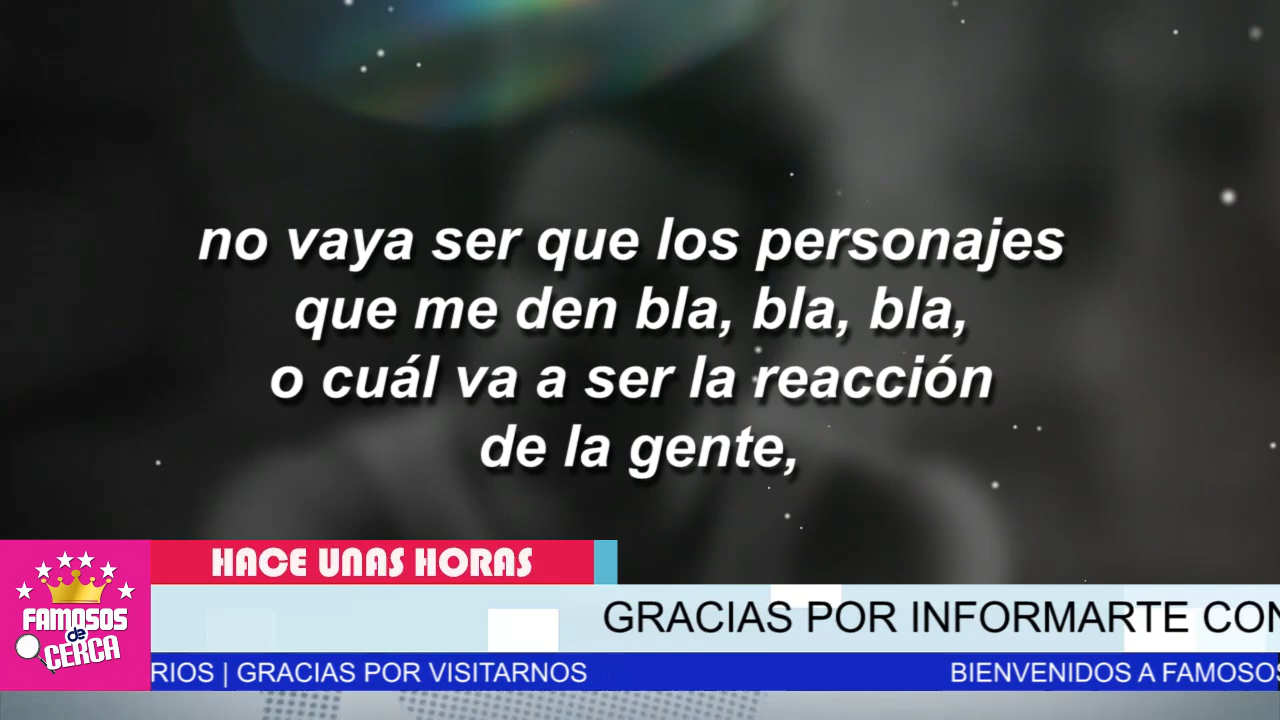 no vaya ser que los personajes
que me den bla, bla, bla,
o cuál va a ser la reacción
de la gente,
HACE UNAS HORAS
FAMOSOS
de
CERCA
GRACIAS POR INFORMARTE CON
RIOS | GRACIAS POR VISITARNOS
BIENVENIDOS A FAMOSOS